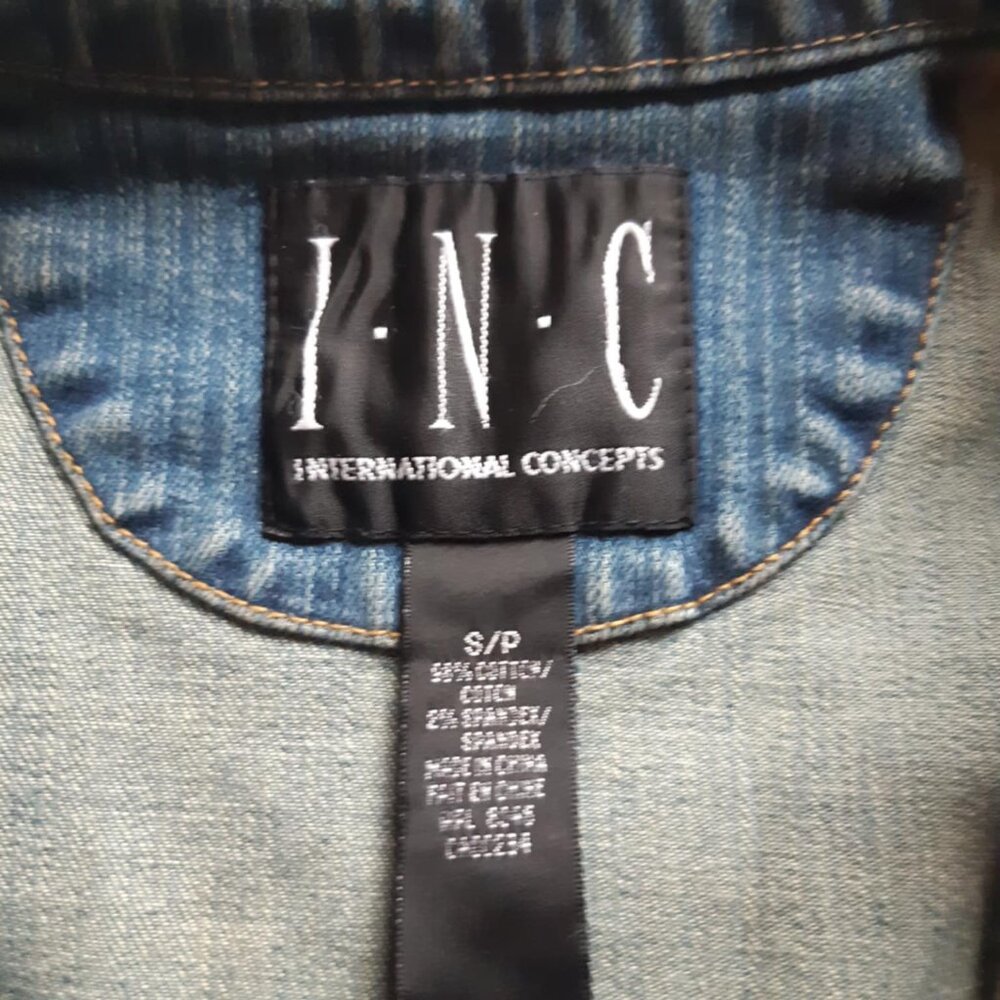 I·N·C
INTERNATIONAL CONCEPTS
S/P
98% COTTON/
COTON
2% SPANDEX/
SPANDEX
MADE IN CHINA
FAIT EN CHINE